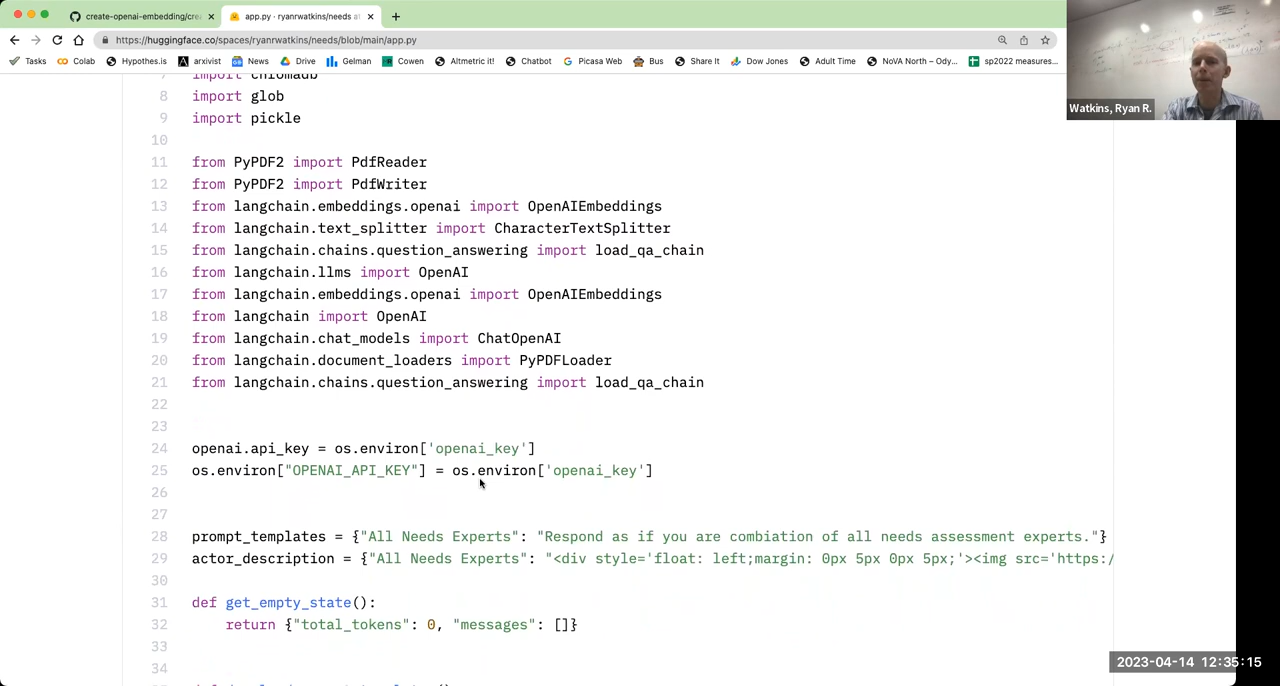 create-openai-embedding/crea
app.py · ryanrwatkins/needs at
https://huggingface.co/spaces/ryanrwatkins/needs/blob/main/app.py
Tasks Colab Hypothes.is arxivist News Drive Gelman Cowen Altmetric it! Chatbot Picasa Web Bus Share It Dow Jones Adult Time NoVA North – Ody... sp2022 measures...
Watkins, Ryan R.
7 import chromadb
8 import glob
9 import pickle
10
11 from PyPDF2 import PdfReader
12 from PyPDF2 import PdfWriter
13 from langchain.embeddings.openai import OpenAIEmbeddings
14 from langchain.text_splitter import CharacterTextSplitter
15 from langchain.chains.question_answering import load_qa_chain
16 from langchain.llms import OpenAI
17 from langchain.embeddings.openai import OpenAIEmbeddings
18 from langchain import OpenAI
19 from langchain.chat_models import ChatOpenAI
20 from langchain.document_loaders import PyPDFLoader
21 from langchain.chains.question_answering import load_qa_chain
22
23
24 openai.api_key = os.environ['openai_key']
25 os.environ["OPENAI_API_KEY"] = os.environ['openai_key']
26
27
28 prompt_templates = {"All Needs Experts": "Respond as if you are combiation of all needs assessment experts."}
29 actor_description = {"All Needs Experts": "<div style='float: left;margin: 0px 5px 0px 5px;'><img src='https:/
30
31 def get_empty_state():
32 return {"total_tokens": 0, "messages": []}
33
34
2023-04-14 12:35:15